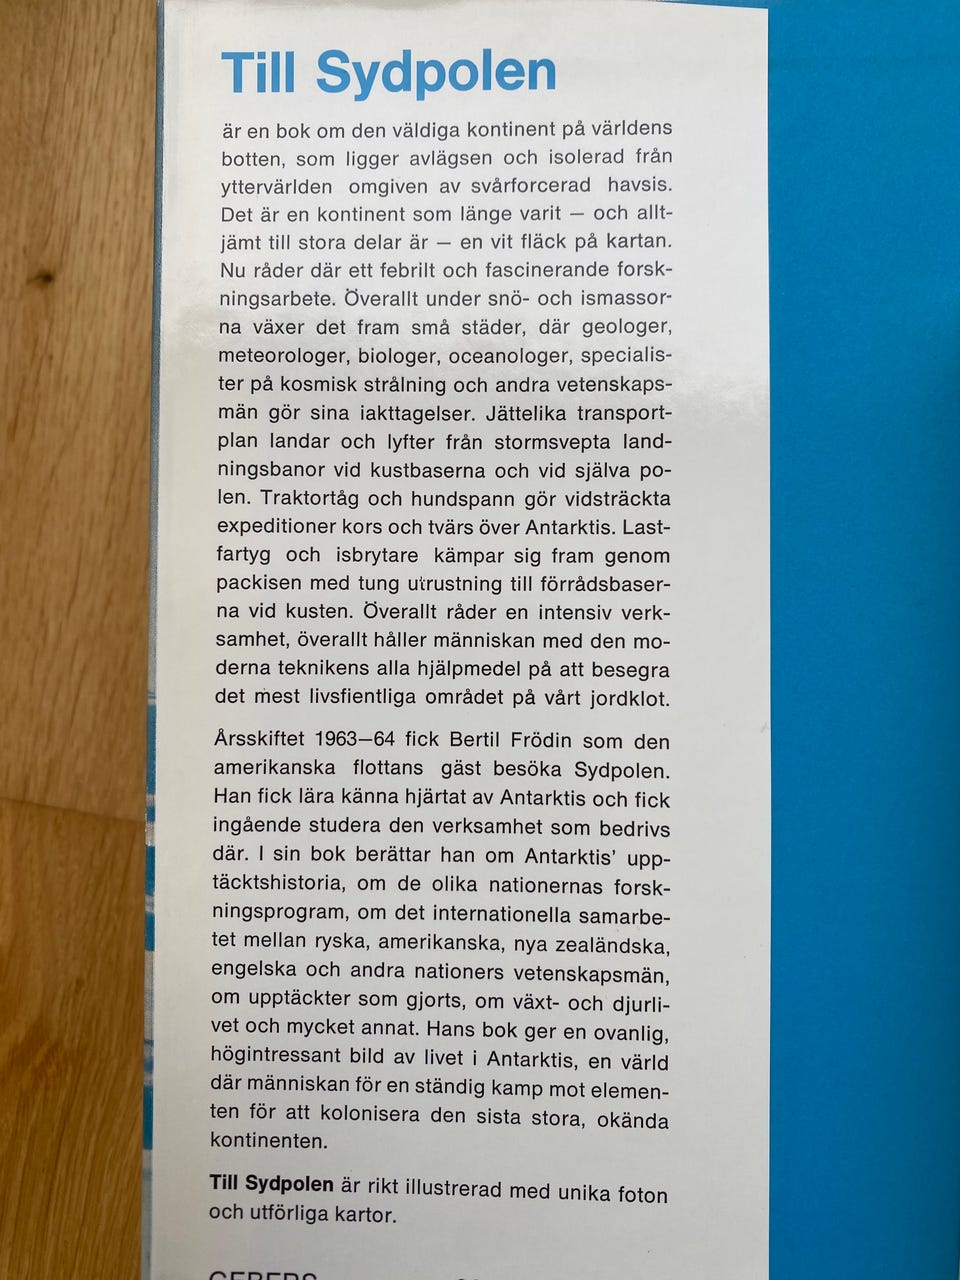 Till Sydpolen
är en bok om den väldiga kontinent på världens
botten, som ligger avlägsen och isolerad från
yttervärlden omgiven av svårforcerad havsis.
Det är en kontinent som länge varit — och allt-
jämt till stora delar är — en vit fläck på kartan.
Nu råder där ett febrilt och fascinerande forsk-
ningsarbete. Överallt under snö- och ismassor-
na växer det fram små städer, där geologer,
meteorologer, biologer, oceanologer, specialis-
ter på kosmisk strålning och andra vetenskaps-
män gör sina iakttagelser. Jättelika transport-
plan landar och lyfter från stormsvepta land-
ningsbanor vid kustbaserna och vid själva po-
len. Traktortåg och hundspann gör vidsträckta
expeditioner kors och tvärs över Antarktis. Last-
fartyg och isbrytare kämpar sig fram genom
packisen med tung utrustning till förrådsbaser-
na vid kusten. Överallt råder en intensiv verk-
samhet, överallt håller människan med den mo-
derna teknikens alla hjälpmedel på att besegra
det mest livsfientliga området på vårt jordklot.
Årsskiftet 1963—64 fick Bertil Frödin som den
amerikanska flottans gäst besöka Sydpolen.
Han fick lära känna hjärtat av Antarktis och fick
ingående studera den verksamhet som bedrivs
där. I sin bok berättar han om Antarktis' upp-
täcktshistoria, om de olika nationernas forsk-
ningsprogram, om det internationella samarbe-
tet mellan ryska, amerikanska, nya zealändska,
engelska och andra nationers vetenskapsmän,
om upptäckter som gjorts, om växt- och djurli-
vet och mycket annat. Hans bok ger en ovanlig,
högintressant bild av livet i Antarktis, en värld
där människan för en ständig kamp mot elemen-
ten för att kolonisera den sista stora, okända
kontinenten.
Till Sydpolen är rikt illustrerad med unika foton
och utförliga kartor.
GEBERS